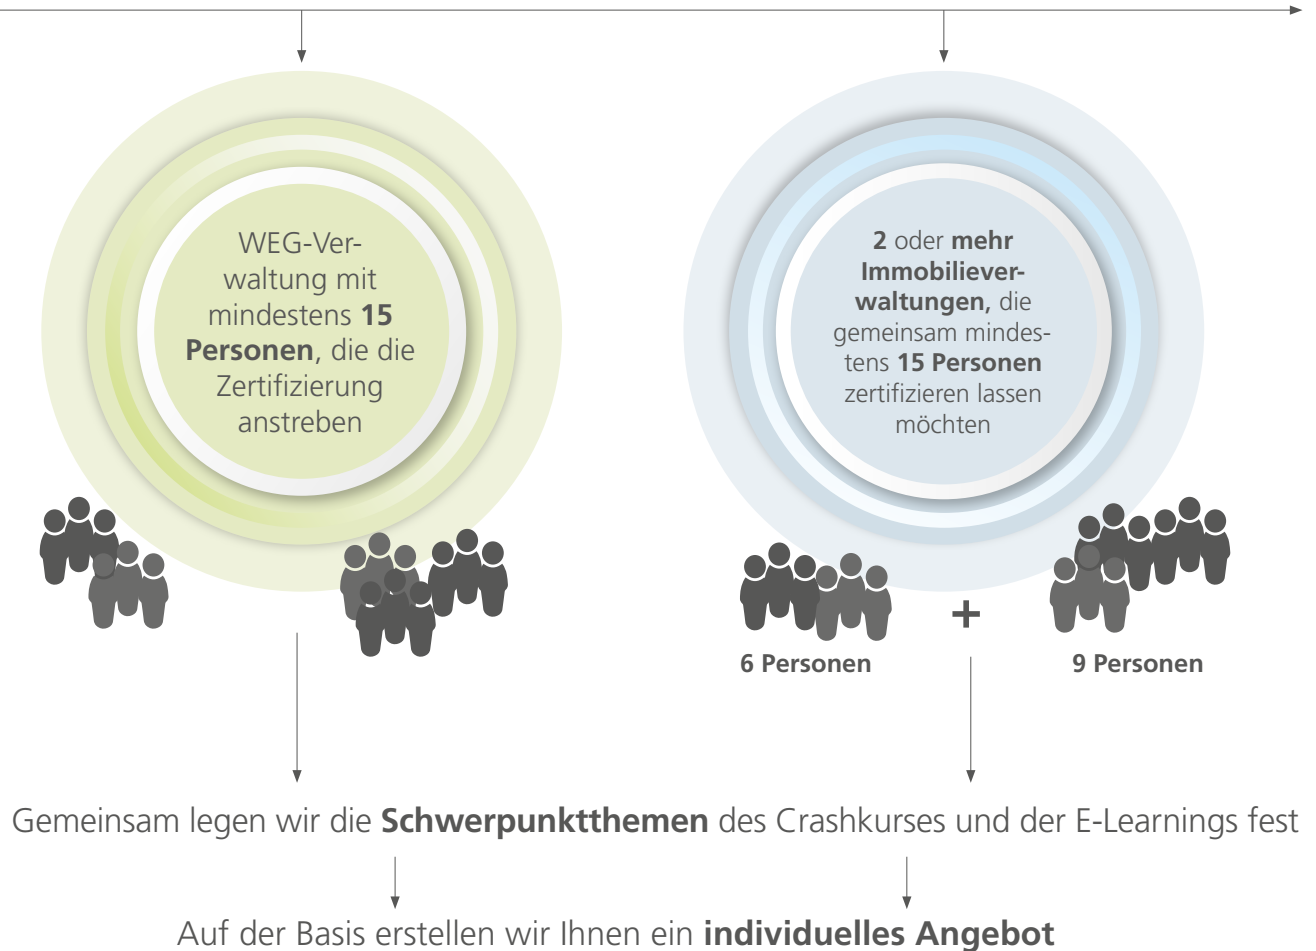 WEG-Ver-
waltung mit
mindestens 15
Personen, die die
Zertifizierung
anstreben
2 oder mehr
Immobiliever-
waltungen, die
gemeinsam mindes-
tens 15 Personen
zertifizieren lassen
möchten
+
6 Personen
9 Personen
Gemeinsam legen wir die Schwerpunktthemen des Crashkurses und der E-Learnings fest
Auf der Basis erstellen wir Ihnen ein individuelles Angebot